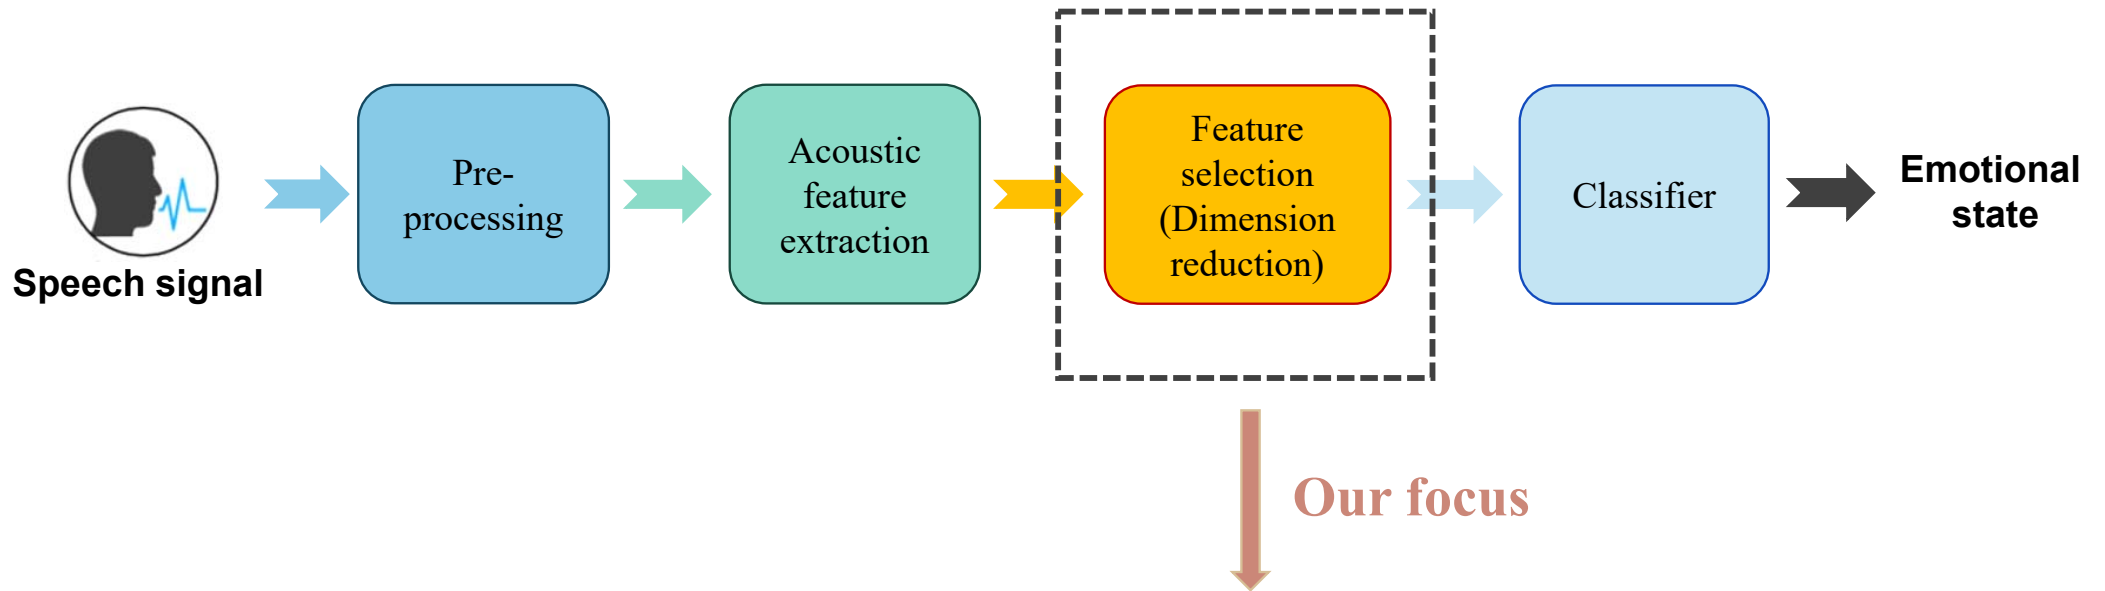 Speech signal
Pre-
processing
Acoustic
feature
extraction
Feature
selection
(Dimension
reduction)
Classifier
Emotional
state
Our focus